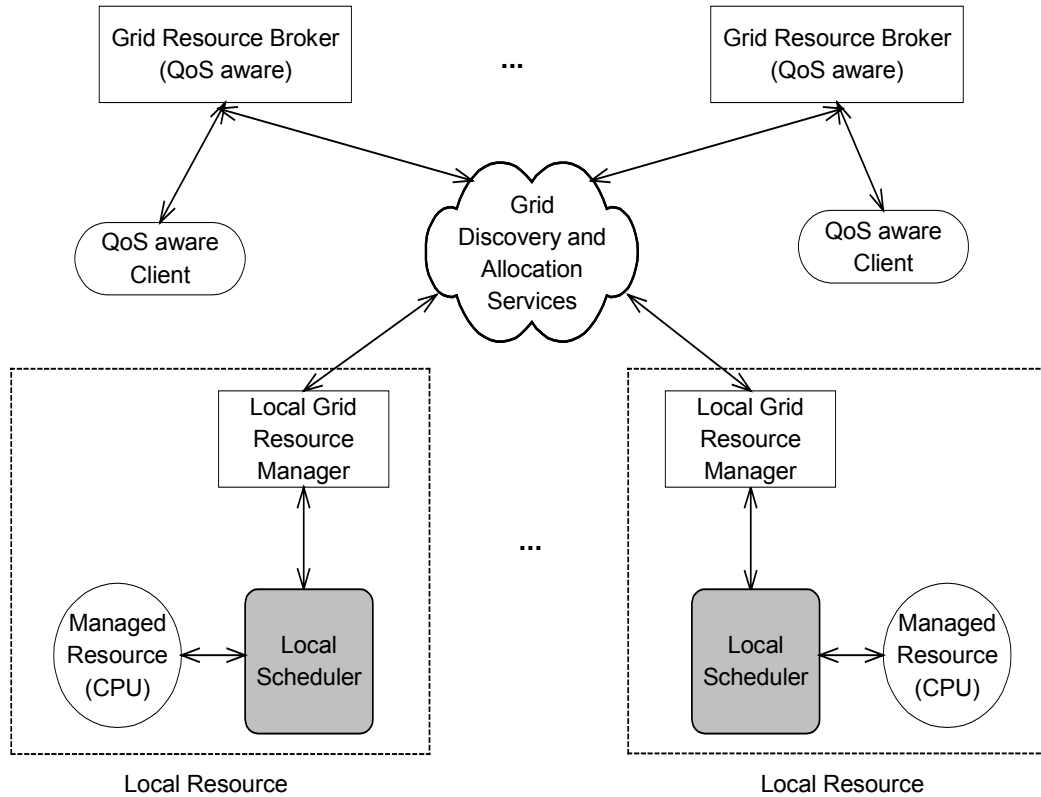 Grid Resource Broker
(QoS aware)
...
Grid Resource Broker
(QoS aware)
QoS aware
Client
Grid
Discovery and
Allocation
Services
QoS aware
Client
Local Grid
Resource
Manager
Local Grid
Resource
Manager
...
Managed
Resource
(CPU)
Local
Scheduler
Local
Scheduler
Managed
Resource
(CPU)
Local Resource
Local Resource